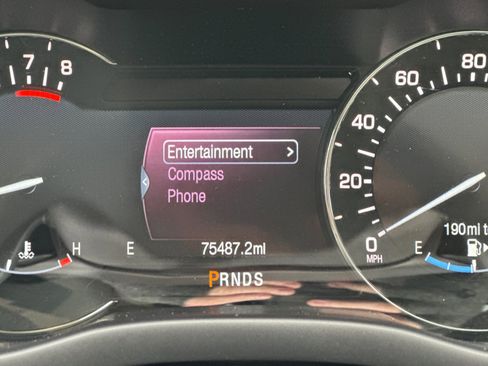 7 8
Entertainment >
Compass
Phone
H
E 75487.2mi
PRNDS
80
60
40
20
0
MPH
190mi t
E